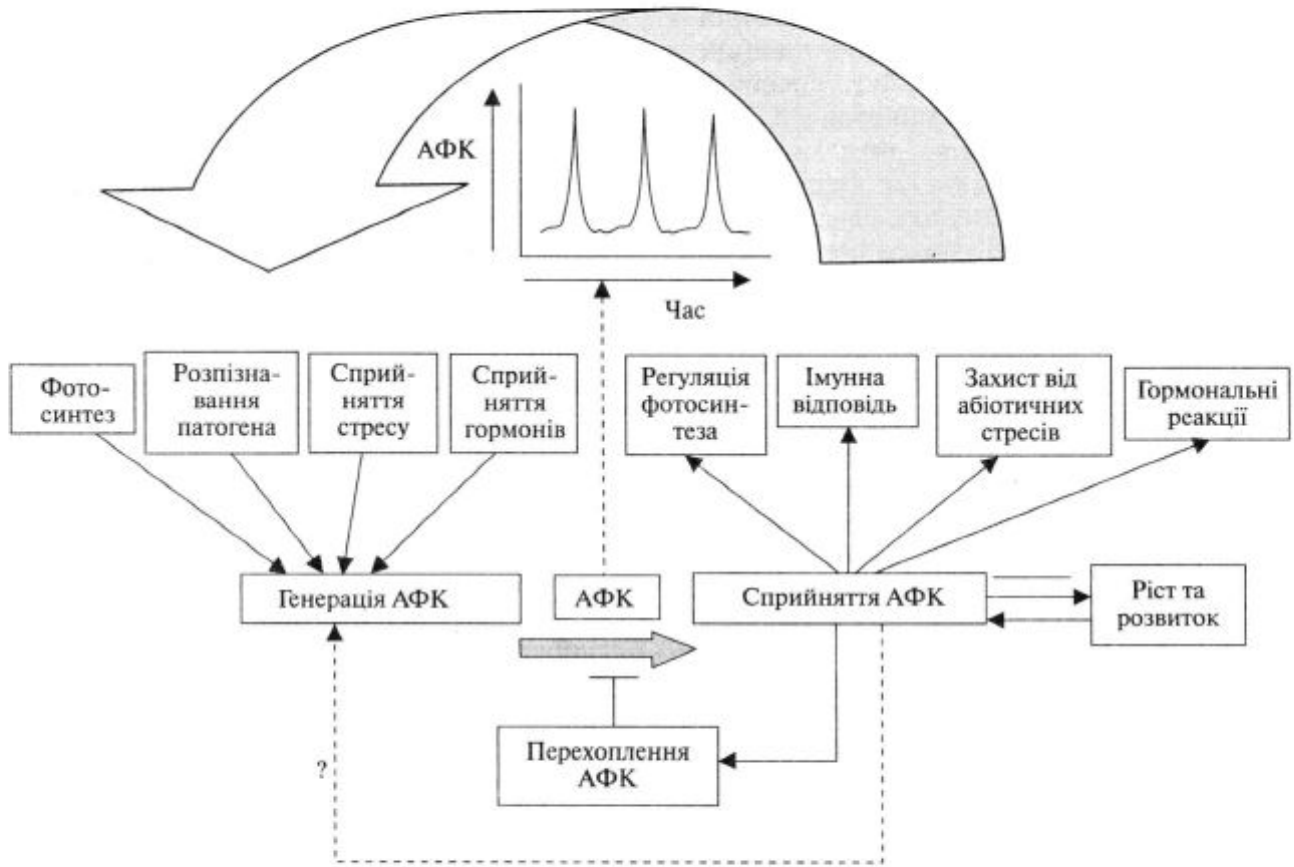 АФК
Час
Фото-
синтез
Розпізна-
вання
патогена
Сприй-
няття
стресу
Сприй-
няття
гормонів
Регуляція
фотосин-
теза
Імунна
відповідь
Захист від
абіотичних
стресів
Гормональні
реакції
Генерація АФК
АФК
Сприйняття АФК
Ріст та
розвиток
Перехоплення
АФК
?